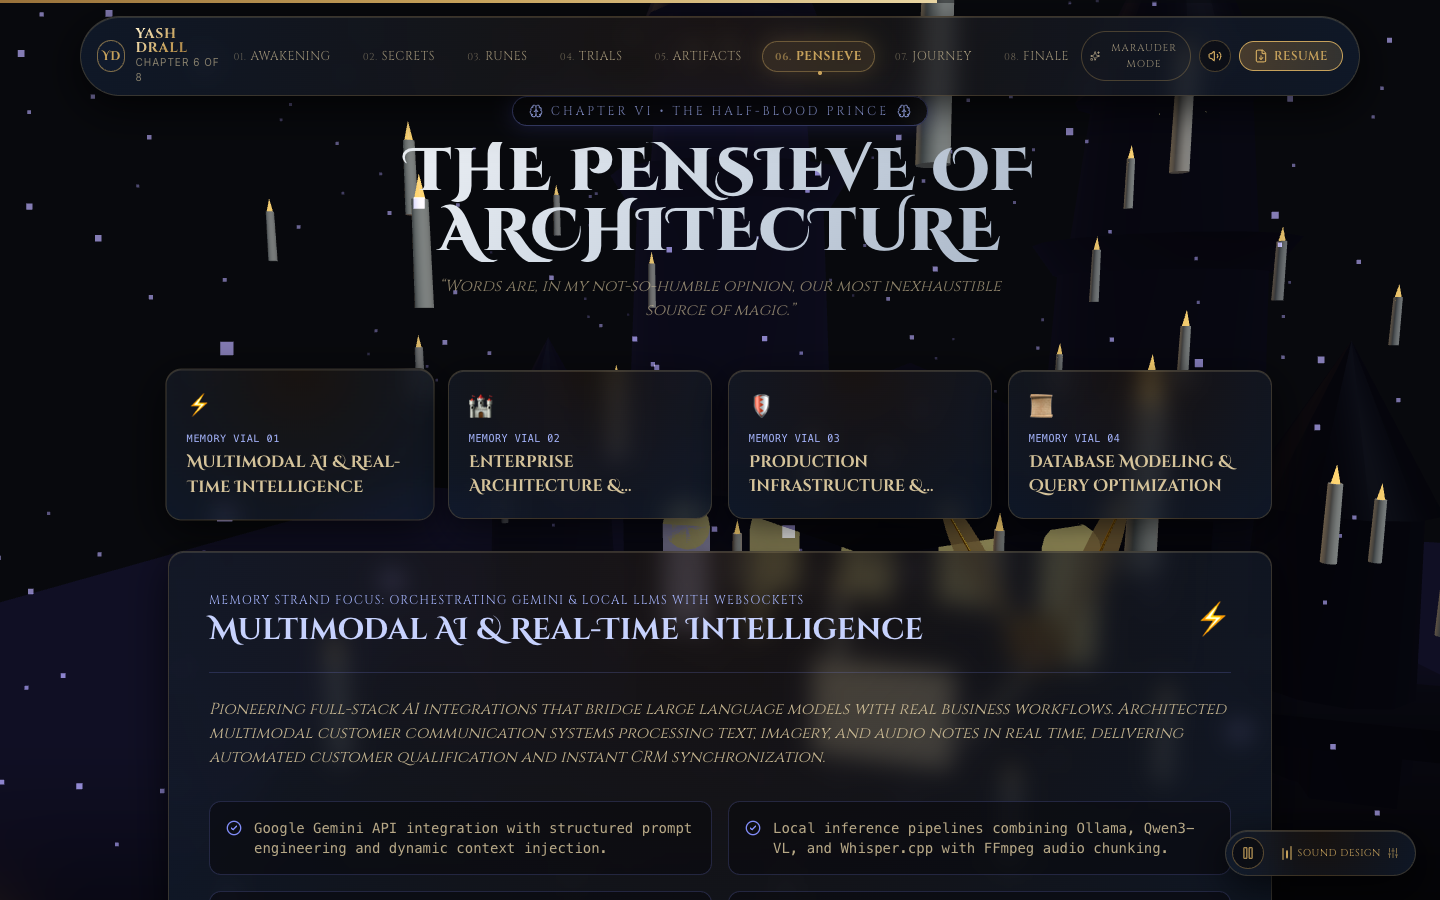 YD
YASH
DRALL
CHAPTER 6 OF
8
01. AWAKENING
02. SECRETS
03. RUNES
04. TRIALS
05. ARTIFACTS
06. PENSIEVE
07. JOURNEY
08. FINALE
MARAUDER
MODE
RESUME
CHAPTER VI • THE HALF-BLOOD PRINCE
THE PENSIEVE OF
ARCHITECTURE
“WORDS ARE, IN MY NOT-SO-HUMBLE OPINION, OUR MOST INEXHAUSTIBLE
SOURCE OF MAGIC.”
MEMORY VIAL 01
MULTIMODAL AI & REAL-
TIME INTELLIGENCE
MEMORY VIAL 02
ENTERPRISE
ARCHITECTURE &...
MEMORY VIAL 03
PRODUCTION
INFRASTRUCTURE &...
MEMORY VIAL 04
DATABASE MODELING &
QUERY OPTIMIZATION
MEMORY STRAND FOCUS: ORCHESTRATING GEMINI & LOCAL LLMS WITH WEBSOCKETS
MULTIMODAL AI & REAL-TIME INTELLIGENCE
PIONEERING FULL-STACK AI INTEGRATIONS THAT BRIDGE LARGE LANGUAGE MODELS WITH REAL BUSINESS WORKFLOWS. ARCHITECTED
MULTIMODAL CUSTOMER COMMUNICATION SYSTEMS PROCESSING TEXT, IMAGERY, AND AUDIO NOTES IN REAL TIME, DELIVERING
AUTOMATED CUSTOMER QUALIFICATION AND INSTANT CRM SYNCHRONIZATION.
Google Gemini API integration with structured prompt
engineering and dynamic context injection.
Local inference pipelines combining Ollama, Qwen3-
VL, and Whisper.cpp with FFmpeg audio chunking.
SOUND DESIGN